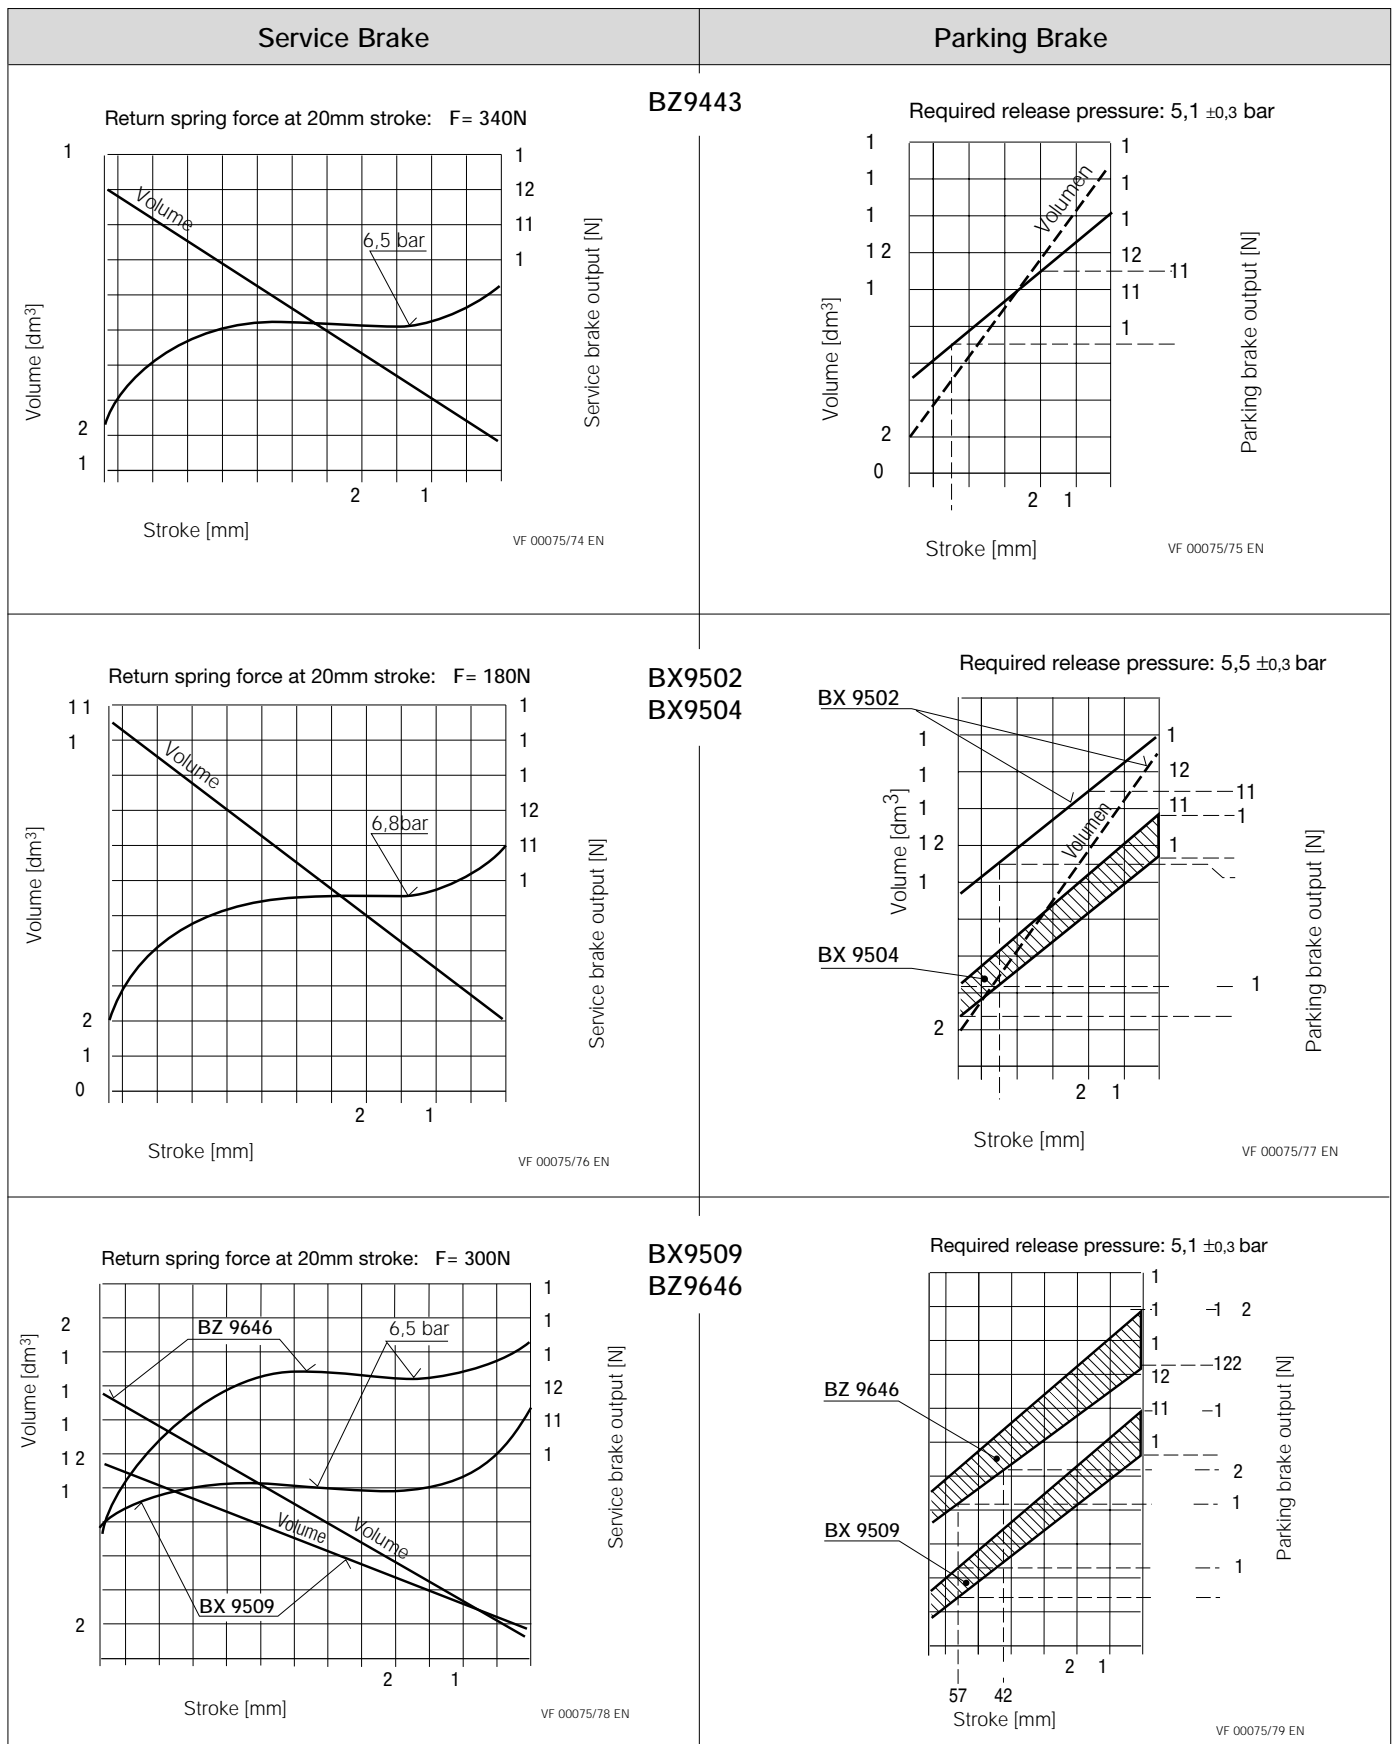 Service Brake
Parking Brake
BZ9443
Return spring force at 20mm stroke: F= 340N
1
2
1
1
12
11
1
Volume
6,5 bar
Volume [dm³]
Service brake output [N]
2 1
Stroke [mm]
VF 00075/74 EN
Required release pressure: 5,1 ±0,3 bar
1
1
1
1 2
1
2
0
1
1
1
12
11
11
1
Volumen
Volume [dm³]
Parking brake output [N]
2 1
Stroke [mm]
VF 00075/75 EN
BX9502
BX9504
Return spring force at 20mm stroke: F= 180N
1 1
1
2
1
0
1
1
1
12
11
1
Volume
6,8bar
Volume [dm³]
Service brake output [N]
2 1
Stroke [mm]
VF 00075/76 EN
Required release pressure: 5,5 ±0,3 bar
BX 9502
BX 9504
1
1
1
1 2
1
2
1
12
11
11
1
1
1
Volumen
Volume [dm³]
Parking brake output [N]
2 1
Stroke [mm]
VF 00075/77 EN
BX9509
BZ9646
Return spring force at 20mm stroke: F= 300N
2
1
1
1
1 2
1
2
1
1
1
12
11
1
BZ 9646
6,5 bar
Volume
Volume
BX 9509
Volume [dm³]
Service brake output [N]
2 1
Stroke [mm]
VF 00075/78 EN
Required release pressure: 5,1 ±0,3 bar
BZ 9646
BX 9509
1
1 1 2
1
122
12
11 1
1
2
1
1
Parking brake output [N]
2 1
57 42
Stroke [mm]
VF 00075/79 EN